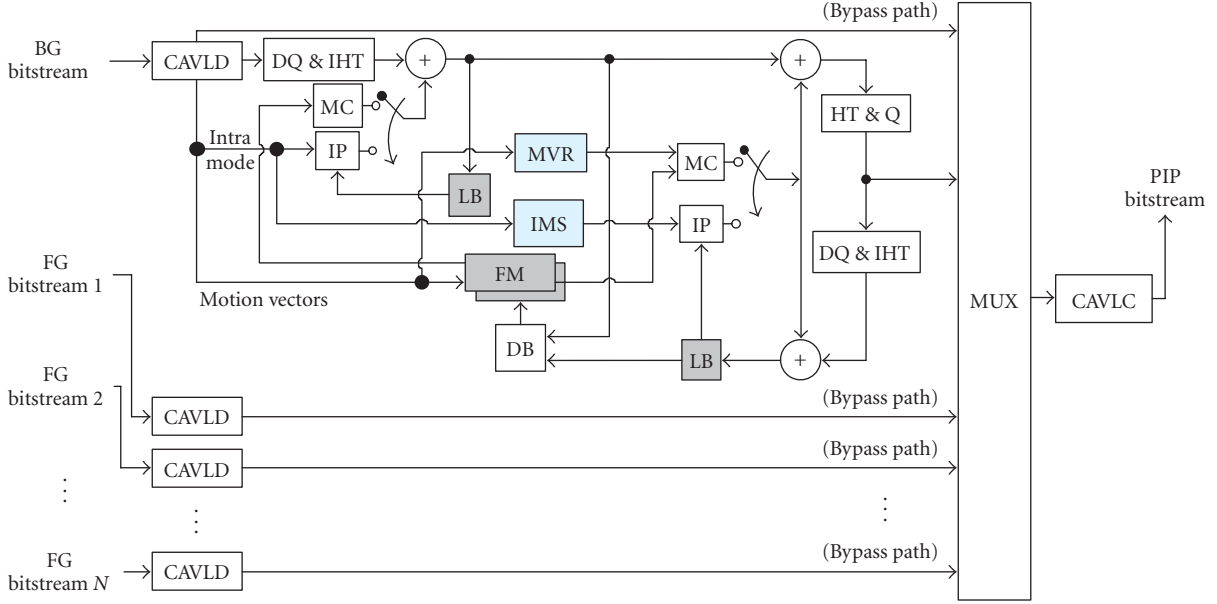 (Bypass path)
BG
bitstream
CAVLD
DQ & IHT
+
+
MC
HT & Q
Intra
mode
IP
MVR
MC
LB
PIP
bitstream
IMS
IP
DQ & IHT
FG
bitstream 1
FM
Motion vectors
MUX
CAVLC
DB
LB
+
FG
bitstream 2
(Bypass path)
CAVLD
(Bypass path)
CAVLD
⋮
⋮
⋮
(Bypass path)
FG
bitstream N
CAVLD